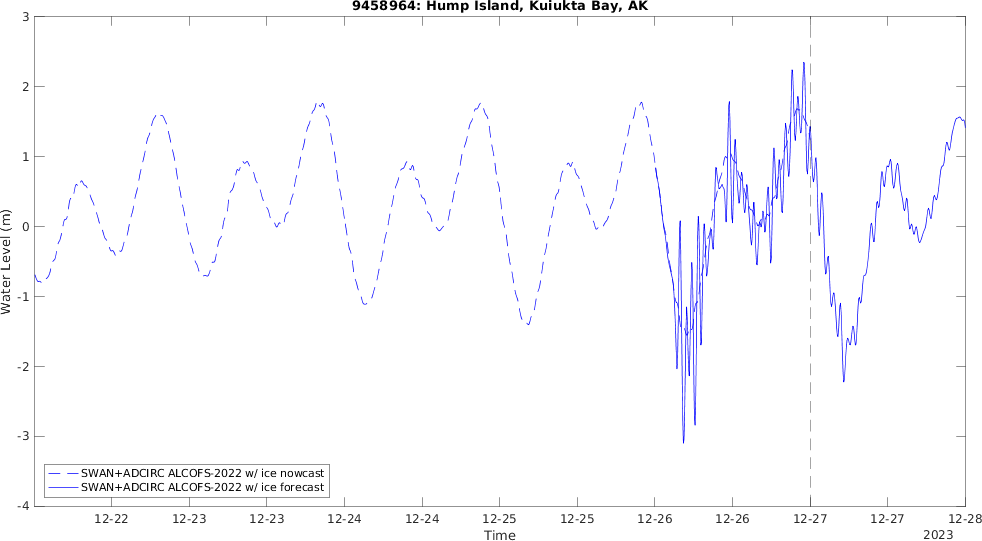 9458964: Hump Island, Kuiukta Bay, AK
3
2
1
0
-1
-2
-3
-4
Water Level (m)
SWAN+ADCIRC ALCOFS-2022 w/ ice nowcast
SWAN+ADCIRC ALCOFS-2022 w/ ice forecast
12-22 12-23 12-23 12-24 12-24 12-25 12-25 12-26 12-26 12-27 12-27 12-28
Time
2023